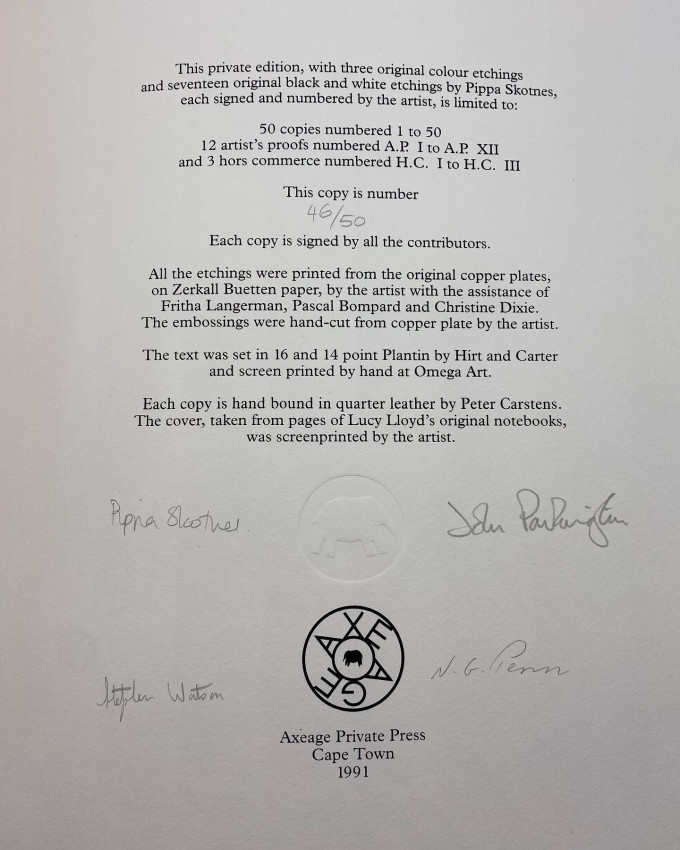 This private edition, with three original colour etchings
and seventeen original black and white etchings by Pippa Skotnes,
each signed and numbered by the artist, is limited to:
50 copies numbered 1 to 50
12 artist's proofs numbered A.P. I to A.P. XII
and 3 hors commerce numbered H.C. I to H.C. III
This copy is number
46/50
Each copy is signed by all the contributors.
All the etchings were printed from the original copper plates,
on Zerkall Buetten paper, by the artist with the assistance of
Fritha Langerman, Pascal Bompard and Christine Dixie.
The embossings were hand-cut from copper plate by the artist.
The text was set in 16 and 14 point Plantin by Hirt and Carter
and screen printed by hand at Omega Art.
Each copy is hand bound in quarter leather by Peter Carstens.
The cover, taken from pages of Lucy Lloyd's original notebooks,
was screenprinted by the artist.
Pippa Skotnes.
John Parkington
AXEAGE
Stephen Watson
N. G. Penn
Axeage Private Press
Cape Town
1991